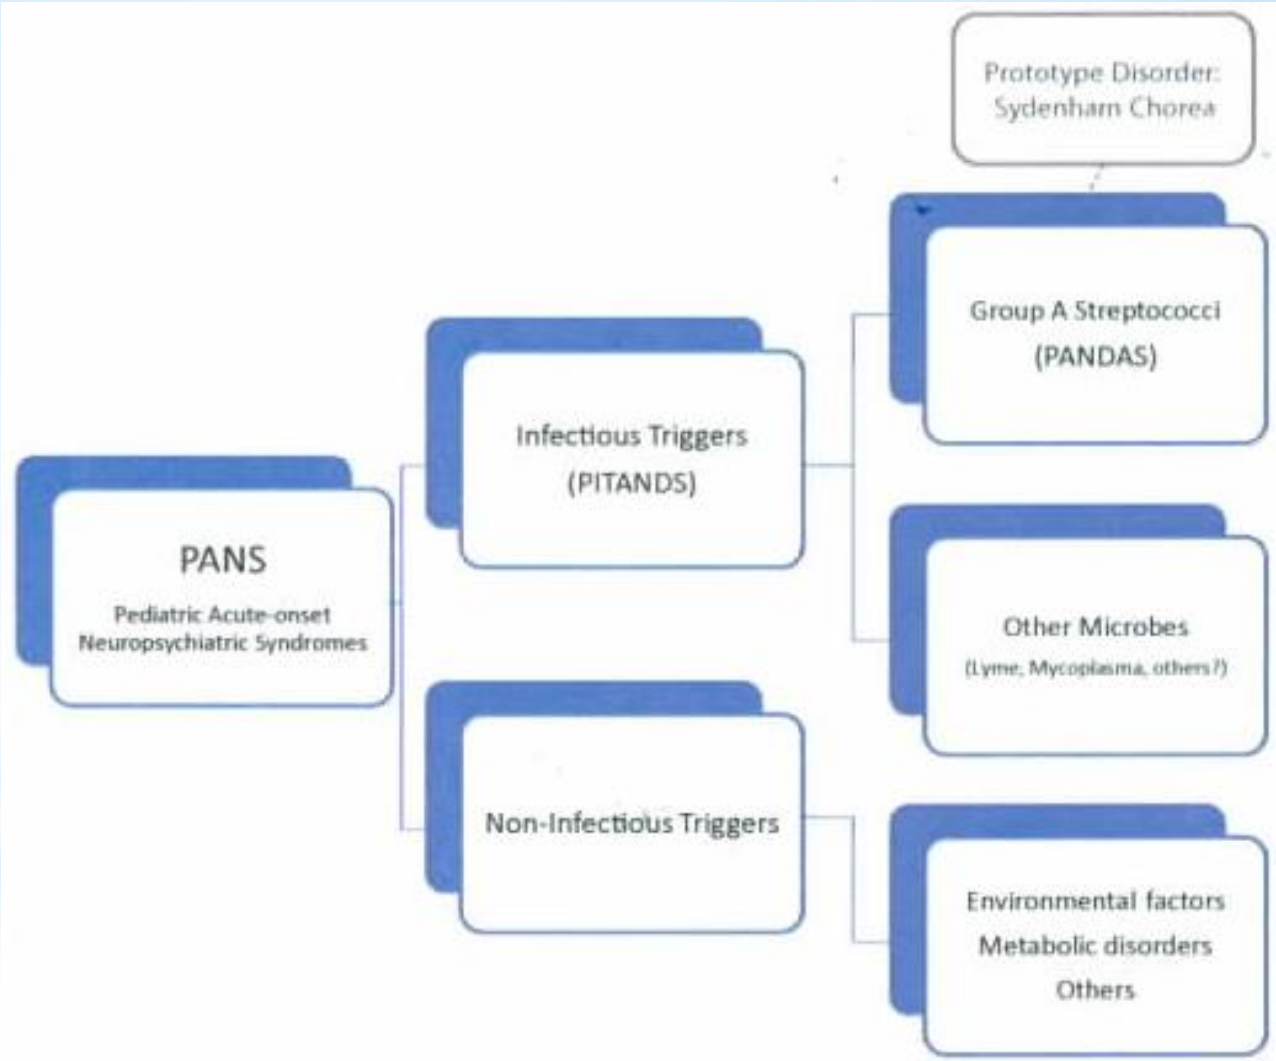 Prototype Disorder:
Sydenham Chorea
Group A Streptococci
(PANDAS)
Infectious Triggers
(PITANDS)
PANS
Pediatric Acute-onset
Neuropsychiatric Syndromes
Other Microbes
(Lyme, Mycoplasma, others?)
Non-Infectious Triggers
Environmental factors
Metabolic disorders
Others